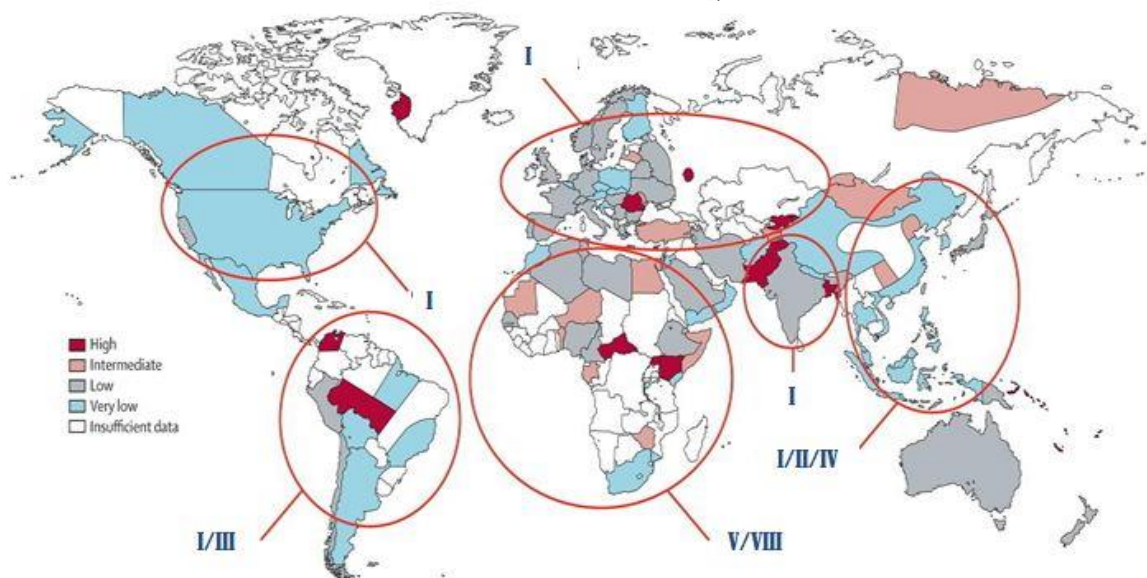 I
I
High
Intermediate
Low
Very low
Insufficient data
I
I/II/IV
I/III
V/VIII